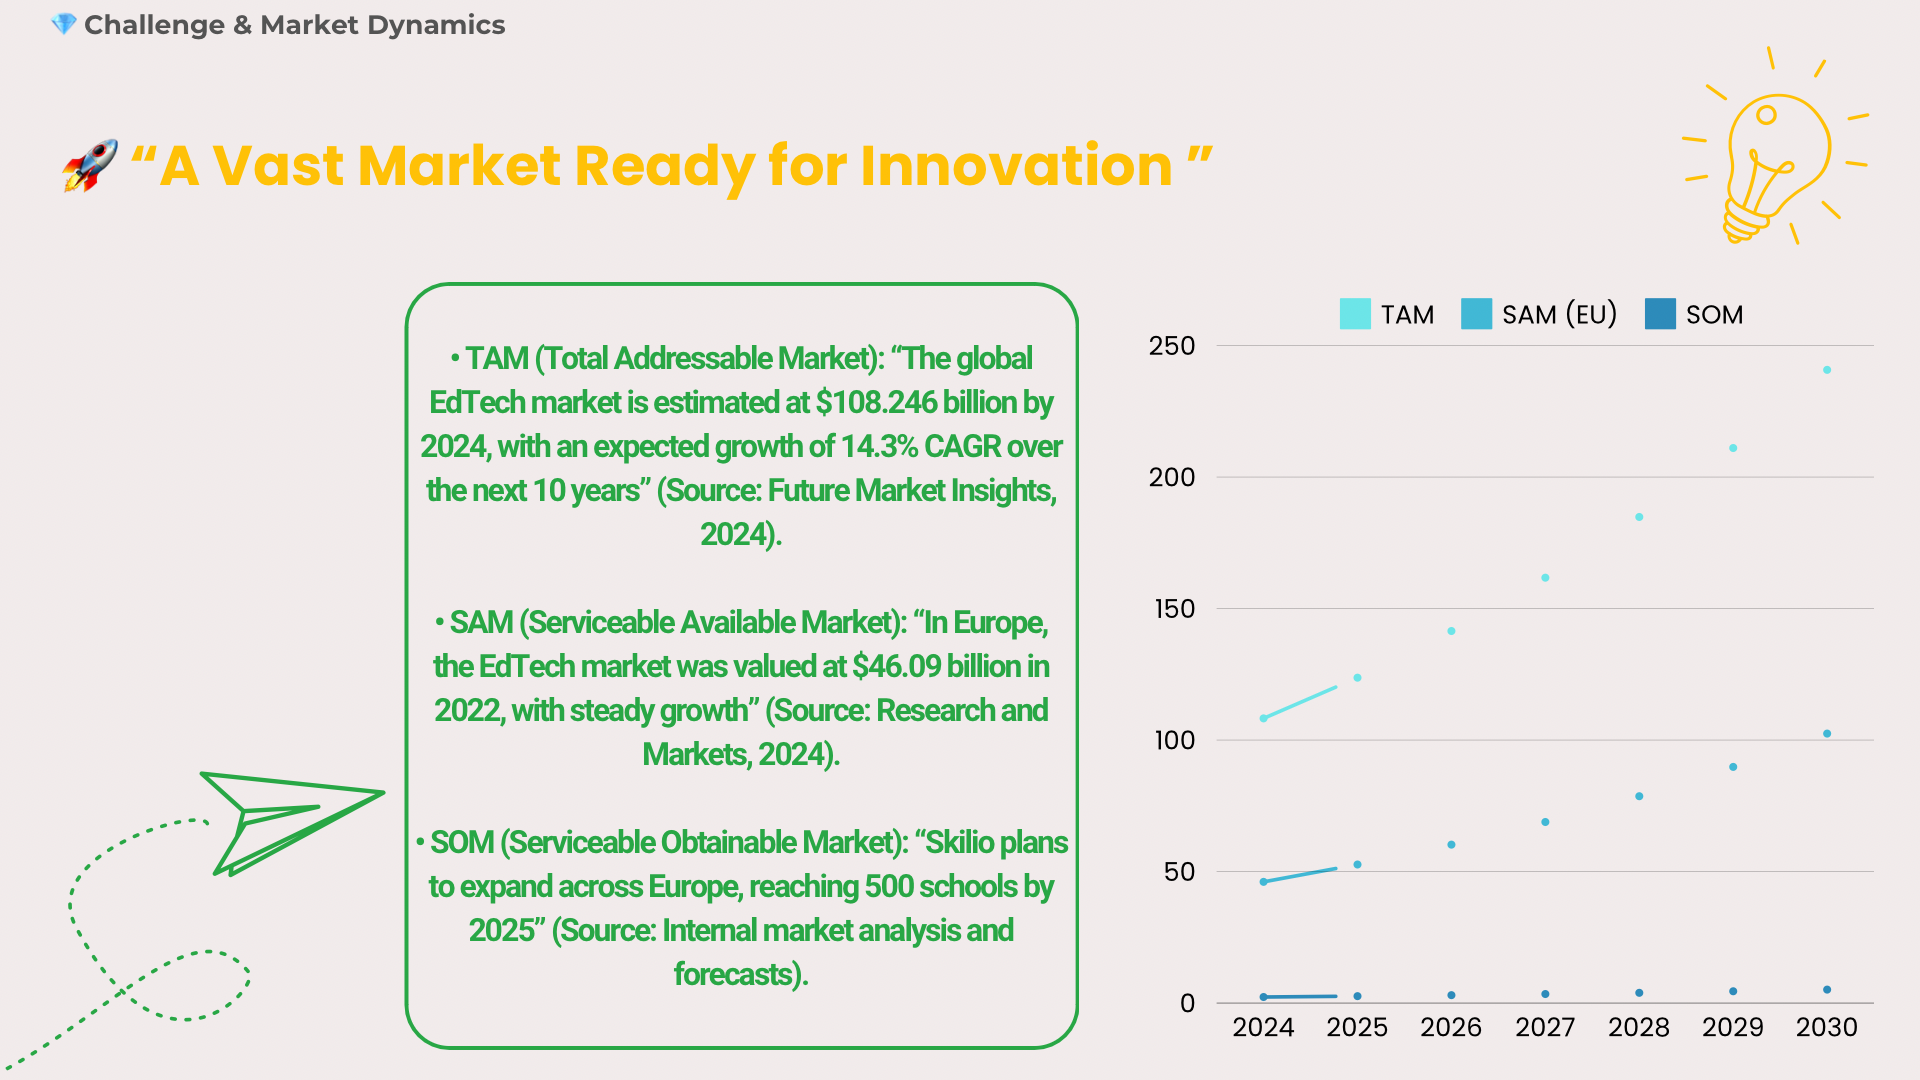 💎 Challenge & Market Dynamics
🚀 “A Vast Market Ready for Innovation ”
• TAM (Total Addressable Market): “The global
EdTech market is estimated at $108.246 billion by
2024, with an expected growth of 14.3% CAGR over
the next 10 years” (Source: Future Market Insights,
2024).
• SAM (Serviceable Available Market): “In Europe,
the EdTech market was valued at $46.09 billion in
2022, with steady growth” (Source: Research and
Markets, 2024).
• SOM (Serviceable Obtainable Market): “Skilio plans
to expand across Europe, reaching 500 schools by
2025” (Source: Internal market analysis and
forecasts).
TAM SAM (EU) SOM
250
200
150
100
50
0
2024 2025 2026 2027 2028 2029 2030